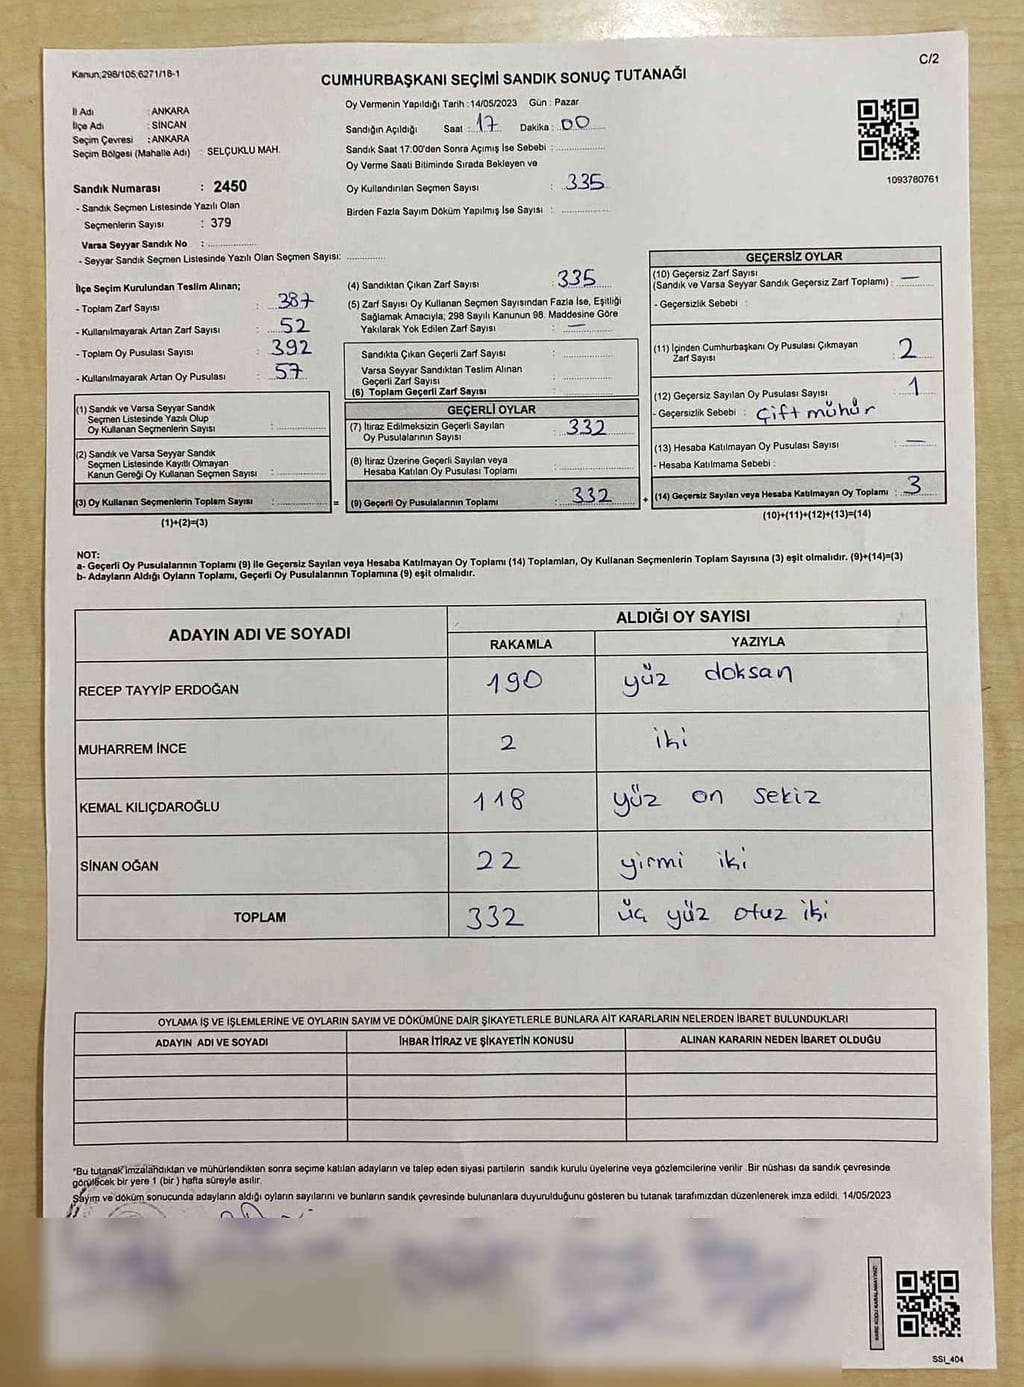 Kanun;298/105;6271/18-1
C/2
CUMHURBAŞKANI SEÇİMİ SANDIK SONUÇ TUTANAĞI
İl Adı : ANKARA
İlçe Adı : SİNCAN
Seçim Çevresi : ANKARA
Seçim Bölgesi (Mahalle Adı) : SELÇUKLU MAH.
Sandık Numarası : 2450
- Sandık Seçmen Listesinde Yazılı Olan
Seçmenlerin Sayısı : 379
Varsa Seyyar Sandık No : ................
- Seyyar Sandık Seçmen Listesinde Yazılı Olan Seçmen Sayısı: ............
Oy Vermenin Yapıldığı Tarih : 14/05/2023 Gün : Pazar
Sandığın Açıldığı Saat : 17 Dakika : 00
Sandık Saat 17:00'den Sonra Açımış İse Sebebi : ................
Oy Verme Saati Bitiminde Sırada Bekleyen ve
Oy Kullandırılan Seçmen Sayısı : 335
Birden Fazla Sayım Döküm Yapılmış İse Sayısı : ................
1093780761
İlçe Seçim Kurulundan Teslim Alınan;
- Toplam Zarf Sayısı : 387
- Kullanılmayarak Artan Zarf Sayısı : 52
- Toplam Oy Pusulası Sayısı : 392
- Kullanılmayarak Artan Oy Pusulası : 57
(1) Sandık ve Varsa Seyyar Sandık
Seçmen Listesinde Yazılı Olup
Oy Kullanan Seçmenlerin Sayısı : ................
(2) Sandık ve Varsa Seyyar Sandık
Seçmen Listesinde Kayıtlı Olmayan
Kanun Gereği Oy Kullanan Seçmen Sayısı : ................
(3) Oy Kullanan Seçmenlerin Toplam Sayısı : ................ =
(1)+(2)=(3)
(4) Sandıktan Çıkan Zarf Sayısı : 335
(5) Zarf Sayısı Oy Kullanan Seçmen Sayısından Fazla İse, Eşitliği
Sağlamak Amacıyla; 298 Sayılı Kanunun 98. Maddesine Göre
Yakılarak Yok Edilen Zarf Sayısı : —
Sandıkta Çıkan Geçerli Zarf Sayısı : ................
Varsa Seyyar Sandıktan Teslim Alınan
Geçerli Zarf Sayısı : ................
(6) Toplam Geçerli Zarf Sayısı : ................
GEÇERLİ OYLAR
(7) İtiraz Edilmeksizin Geçerli Sayılan
Oy Pusulalarının Sayısı : 332
(8) İtiraz Üzerine Geçerli Sayılan veya
Hesaba Katılan Oy Pusulası Toplamı : ................
(9) Geçerli Oy Pusulalarının Toplamı : 332 +
GEÇERSİZ OYLAR
(10) Geçersiz Zarf Sayısı
(Sandık ve Varsa Seyyar Sandık Geçersiz Zarf Toplamı) : —
- Geçersizlik Sebebi :
(11) İçinden Cumhurbaşkanı Oy Pusulası Çıkmayan
Zarf Sayısı : 2
(12) Geçersiz Sayılan Oy Pusulası Sayısı : 1
- Geçersizlik Sebebi : Çift mühür
(13) Hesaba Katılmayan Oy Pusulası Sayısı : —
- Hesaba Katılmama Sebebi :
(14) Geçersiz Sayılan veya Hesaba Katılmayan Oy Toplamı : 3
(10)+(11)+(12)+(13)=(14)
NOT:
a- Geçerli Oy Pusulalarının Toplamı (9) ile Geçersiz Sayılan veya Hesaba Katılmayan Oy Toplamı (14) Toplamları, Oy Kullanan Seçmenlerin Toplam Sayısına (3) eşit olmalıdır. (9)+(14)=(3)
b- Adayların Aldığı Oyların Toplamı, Geçerli Oy Pusulalarının Toplamına (9) eşit olmalıdır.
ADAYIN ADI VE SOYADI
ALDIĞI OY SAYISI
RAKAMLA YAZIYLA
RECEP TAYYİP ERDOĞAN 190 yüz doksan
MUHARREM İNCE 2 iki
KEMAL KILIÇDAROĞLU 118 yüz on sekiz
SİNAN OĞAN 22 yirmi iki
TOPLAM 332 üç yüz otuz iki
OYLAMA İŞ VE İŞLEMLERİNE VE OYLARIN SAYIM VE DÖKÜMÜNE DAİR ŞİKAYETLERLE BUNLARA AİT KARARLARIN NELERDEN İBARET BULUNDUKLARI
ADAYIN ADI VE SOYADI İHBAR İTİRAZ VE ŞİKAYETİN KONUSU ALINAN KARARIN NEDEN İBARET OLDUĞU
*Bu tutanak imzalandıktan ve mühürlendikten sonra seçime katılan adayların ve talep eden siyasi partilerin sandık kurulu üyelerine veya gözlemcilerine verilir. Bir nüshası da sandık çevresinde
görülecek bir yere 1 (bir) hafta süreyle asılır.
Sayım ve döküm sonucunda adayların aldığı oyların sayılarını ve bunların sandık çevresinde bulunanlara duyurulduğunu gösteren bu tutanak tarafımızdan düzenlenerek imza edildi. 14/05/2023
SSI_404